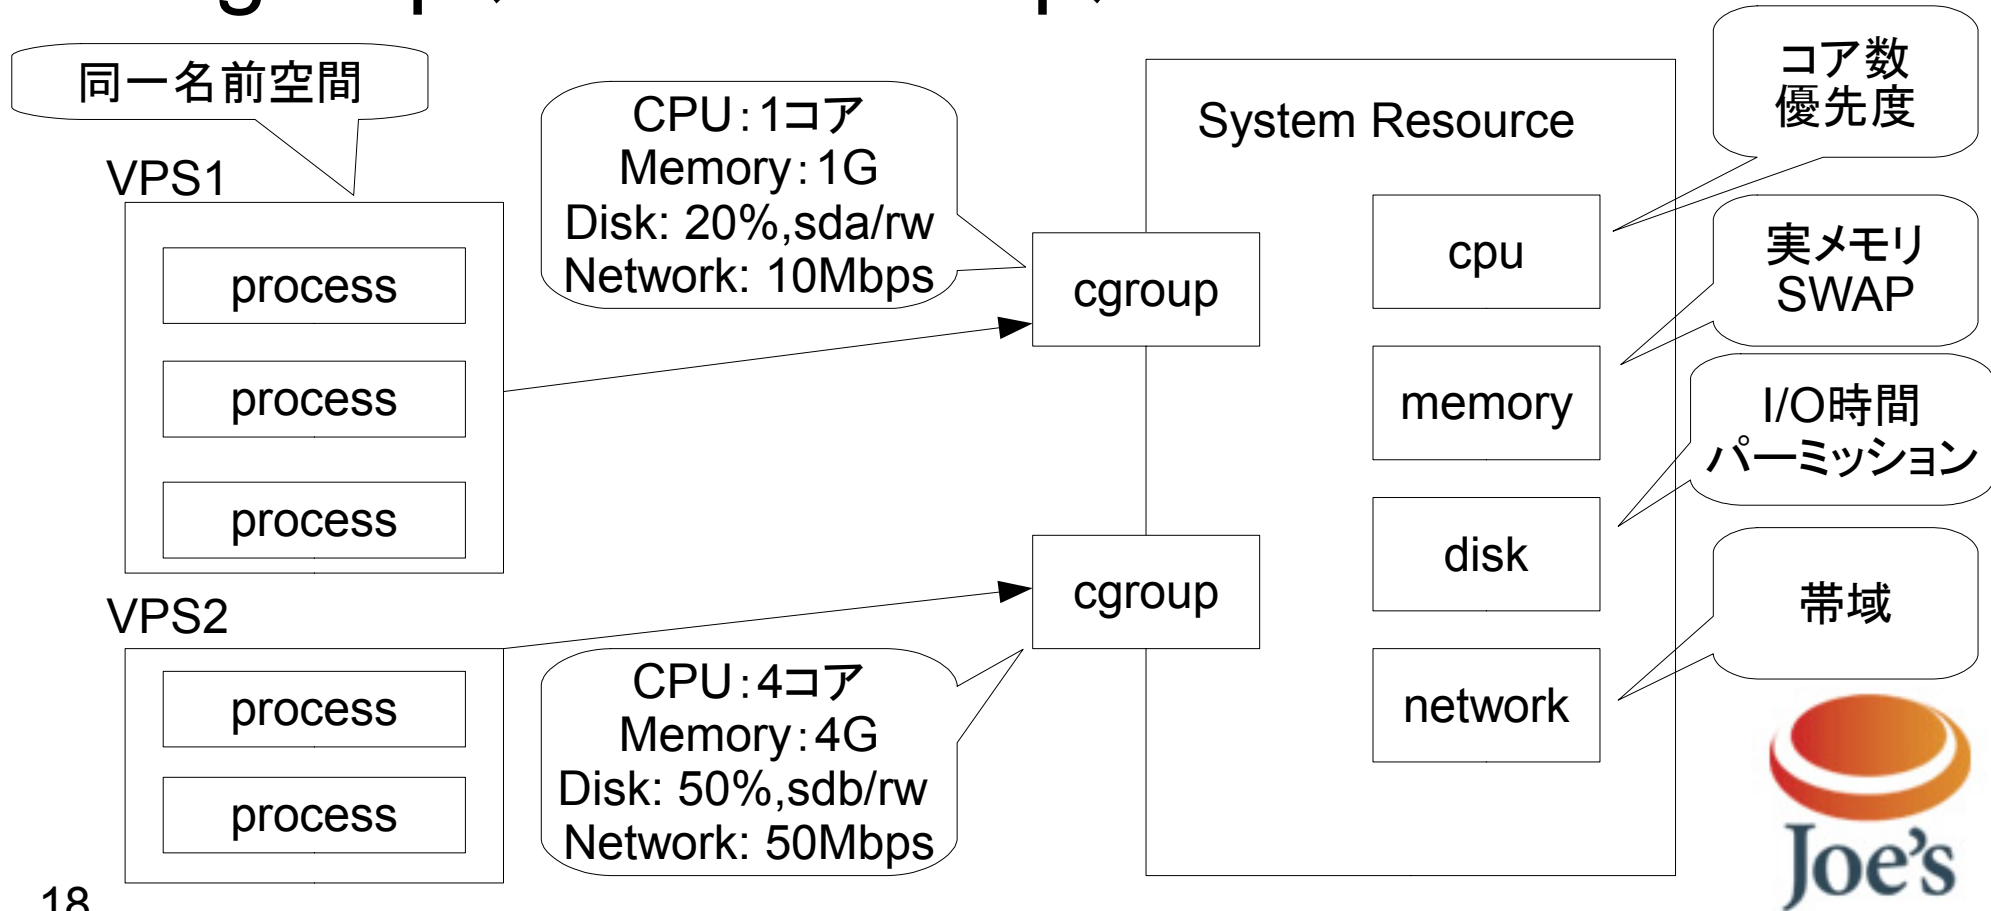 同一名前空間
VPS1
process
process
process
VPS2
process
process
CPU：1コア
Memory：1G
Disk: 20%,sda/rw
Network: 10Mbps
cgroup
cgroup
CPU：4コア
Memory：4G
Disk: 50%,sdb/rw
Network: 50Mbps
System Resource
cpu
memory
disk
network
コア数
優先度
実メモリ
SWAP
I/O時間
パーミッション
帯域
Joe's
18